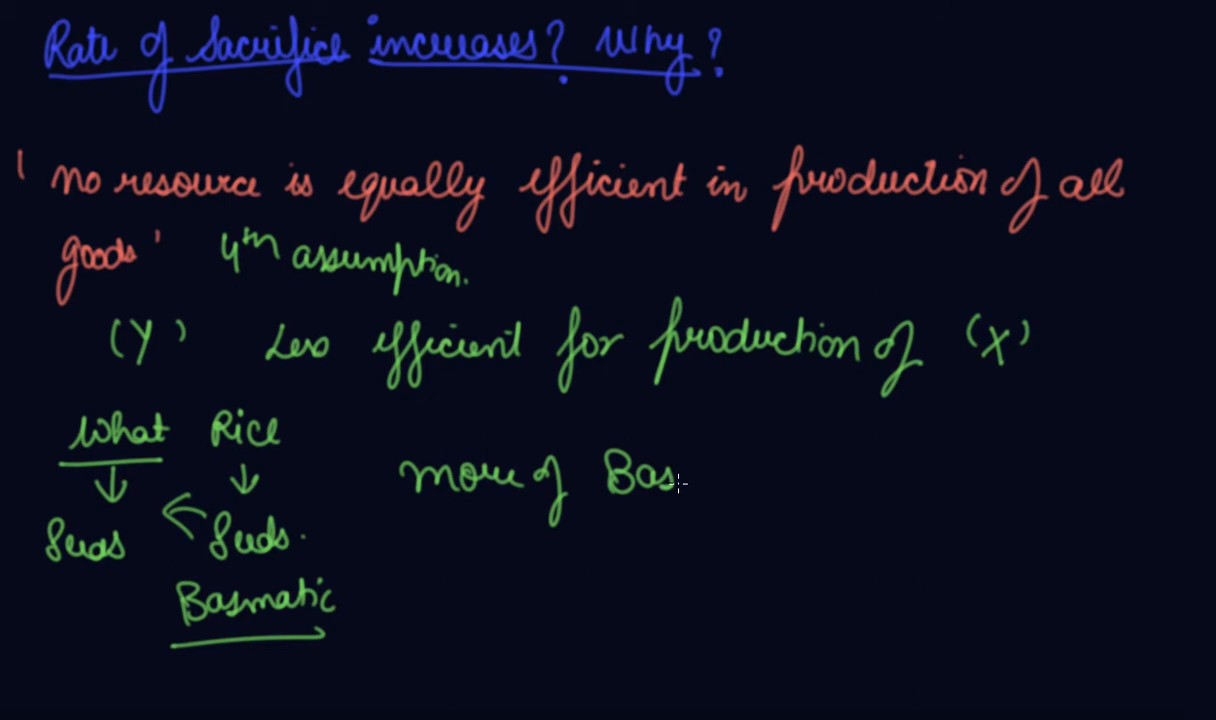 Rate of Sacrifice increases? Why?
' No resource is equally efficient in production of all
goods' 4th assumption.
(Y) Less efficient for production of (X)
What Rice
Seeds Seeds.
Basmatic
more of Bas